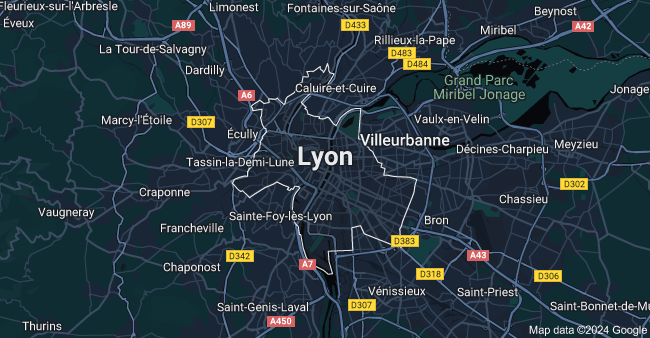 Fleurieux-sur-l'Arbresle
Limonest
Fontaines-sur-Saône
Beynost
Éveux
A89
D433
Miribel
A42
La Tour-de-Salvagny
Rillieux-la-Pape
D483
D484
Dardilly
Grand Parc
Miribel Jonage
A6
Caluire-et-Cuire
Jonage
Marcy-l'Étoile
D307
Vaulx-en-Velin
Écully
Villeurbanne
Meyzieu
Lyon
Décines-Charpieu
Tassin-la-Demi-Lune
D302
Craponne
Chassieu
Vaugneray
Sainte-Foy-lès-Lyon
Bron
Francheville
D383
D342
A43
A7
Chaponost
D318
D306
Vénissieux
Saint-Priest
Saint-Genis-Laval
D307
Saint-Bonnet-de-Mure
A450
Thurins
Map data ©2024 Google